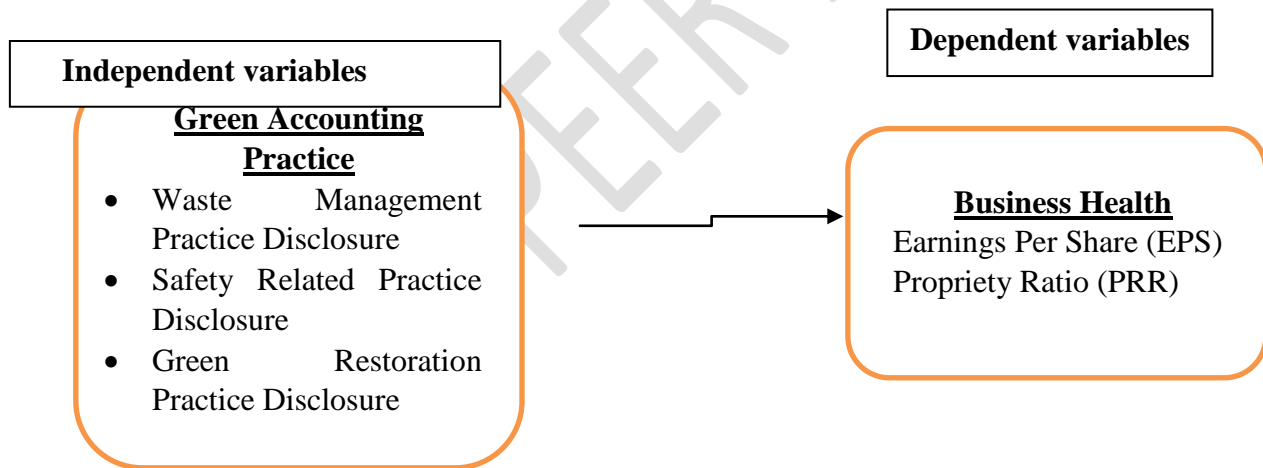 Independent variables
Green Accounting
Practice
• Waste Management
Practice Disclosure
• Safety Related Practice
Disclosure
• Green Restoration
Practice Disclosure
PEER
Dependent variables
Business Health
Earnings Per Share (EPS)
Propriety Ratio (PRR)